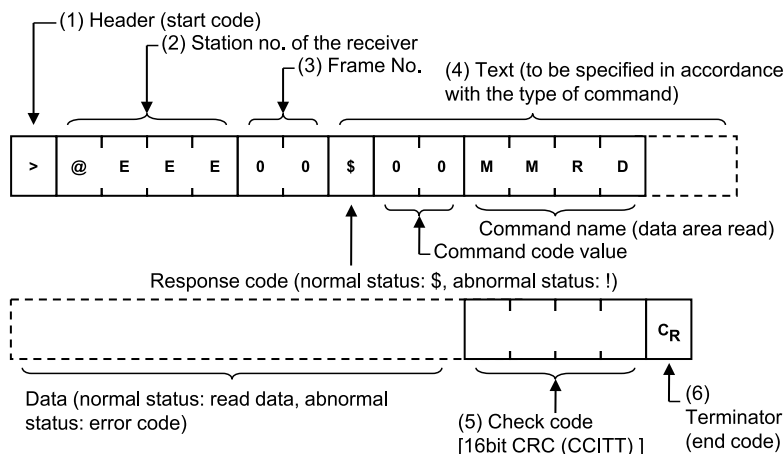 (1) Header (start code)
(2) Station no. of the receiver
(3) Frame No.
(4) Text (to be specified in accordance
with the type of command)
> @ E E E 0 0 $ 0 0 M M R D
Command name (data area read)
Command code value
Response code (normal status: $, abnormal status: !)
CR
Data (normal status: read data, abnormal
status: error code)
(5) Check code
[16bit CRC (CCITT) ]
(6)
Terminator
(end code)